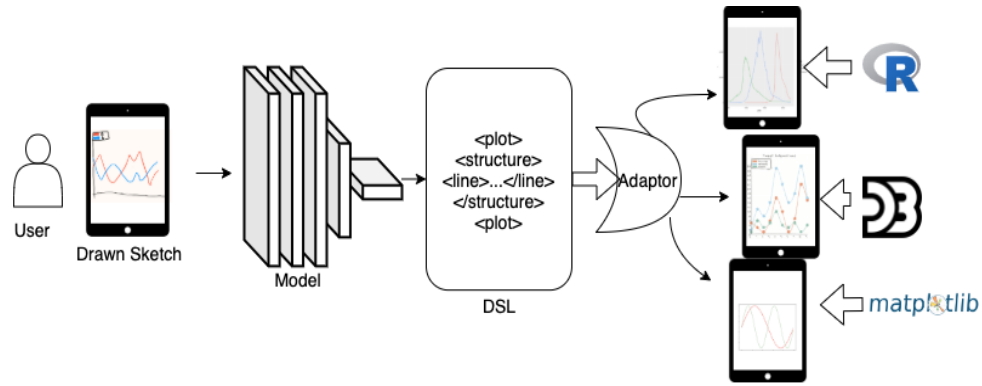 User
Drawn Sketch
Model
<plot>
<structure>
<line>...</line>
</structure>
<plot>
DSL
Adaptor
R
D3
matplotlib